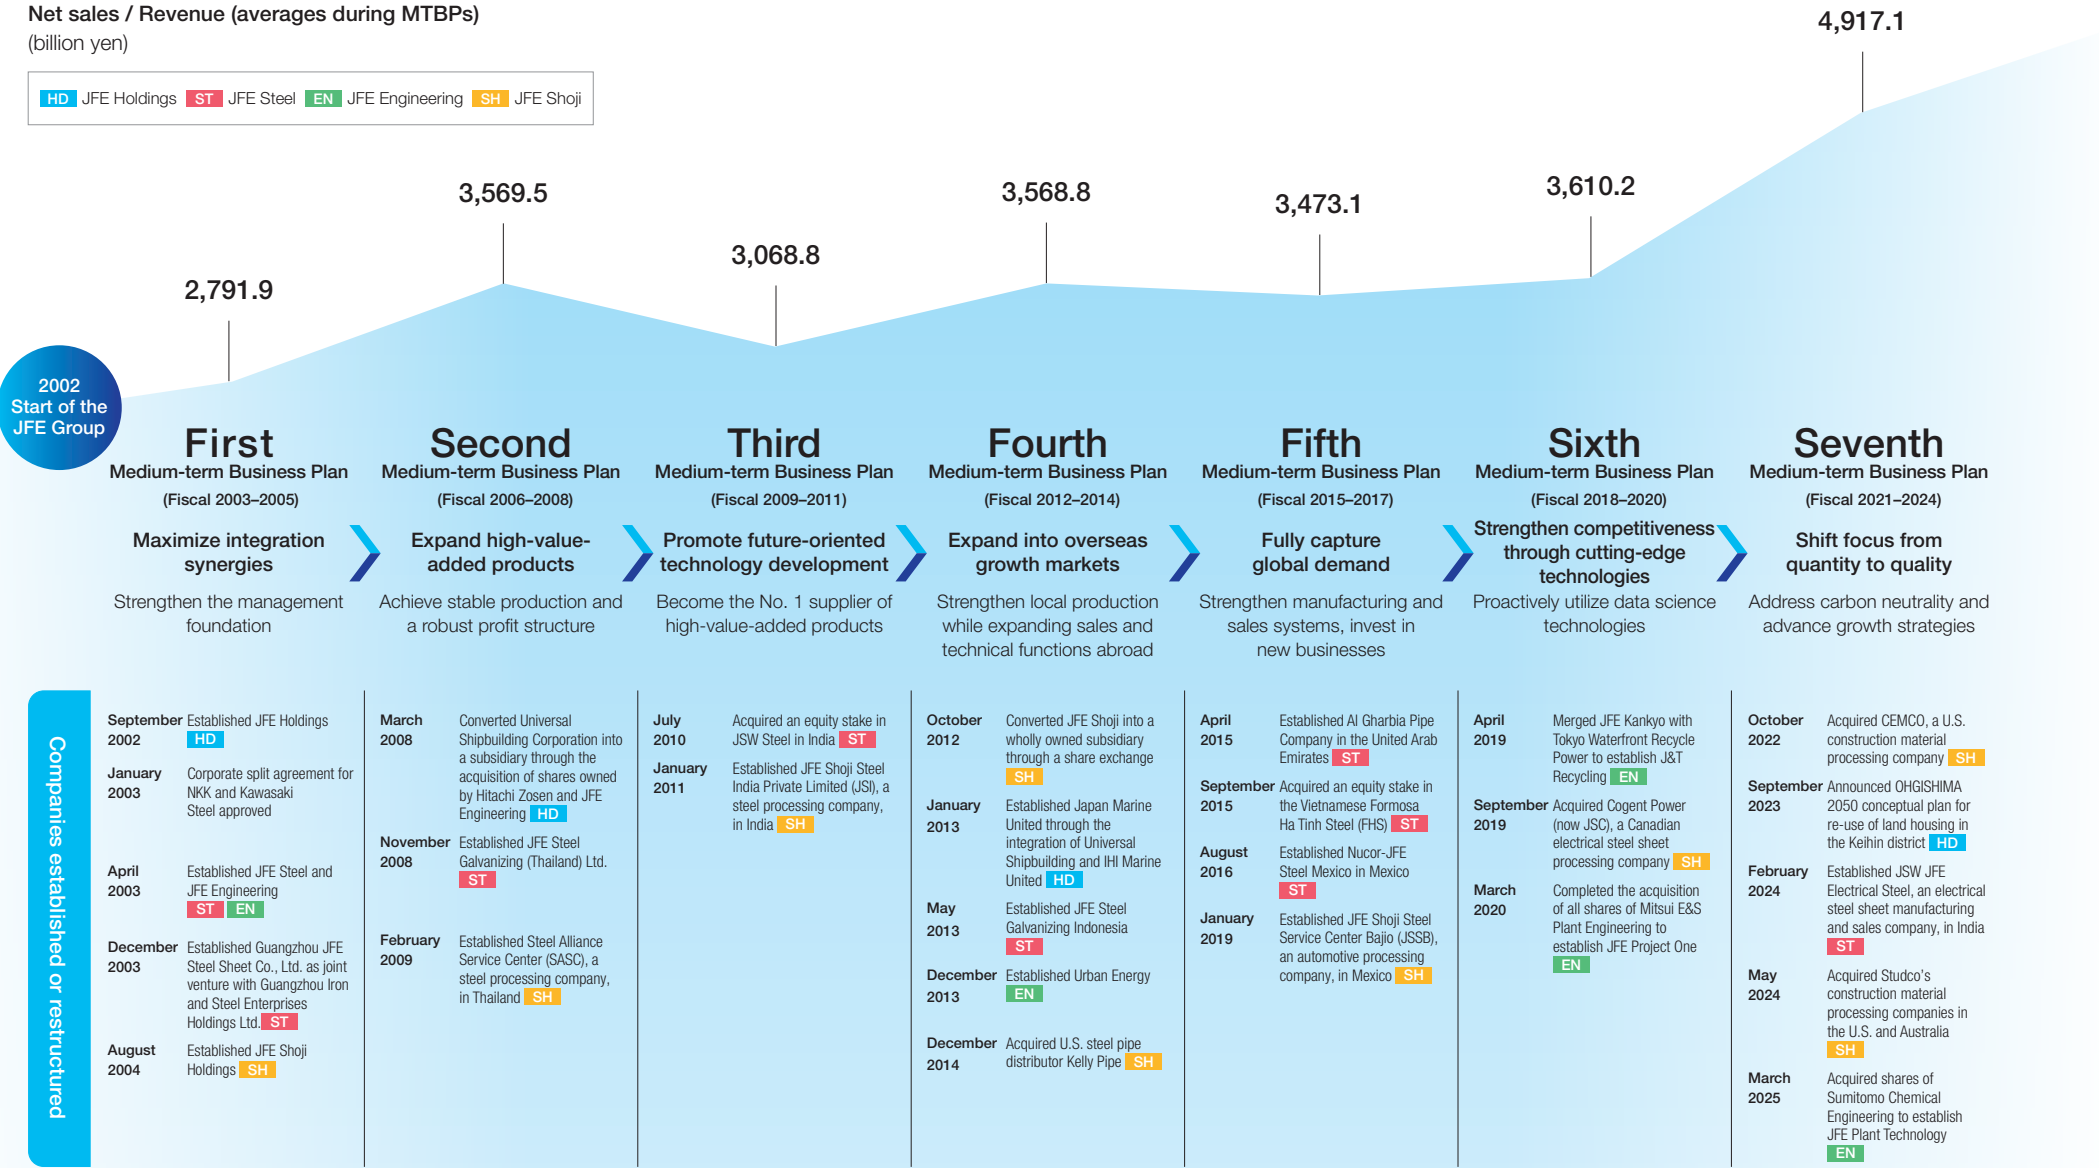 Net sales / Revenue (averages during MTBPs)
(billion yen)
HD JFE Holdings ST JFE Steel EN JFE Engineering SH JFE Shoji
2,791.9
3,569.5
3,068.8
3,568.8
3,473.1
3,610.2
4,917.1
2002
Start of the
JFE Group
First
Medium-term Business Plan
(Fiscal 2003–2005)
Maximize integration
synergies
Strengthen the management
foundation
Second
Medium-term Business Plan
(Fiscal 2006–2008)
Expand high-value-
added products
Achieve stable production and
a robust profit structure
Third
Medium-term Business Plan
(Fiscal 2009–2011)
Promote future-oriented
technology development
Become the No. 1 supplier of
high-value-added products
Fourth
Medium-term Business Plan
(Fiscal 2012–2014)
Expand into overseas
growth markets
Strengthen local production
while expanding sales and
technical functions abroad
Fifth
Medium-term Business Plan
(Fiscal 2015–2017)
Fully capture
global demand
Strengthen manufacturing and
sales systems, invest in
new businesses
Sixth
Medium-term Business Plan
(Fiscal 2018–2020)
Strengthen competitiveness
through cutting-edge
technologies
Proactively utilize data science
technologies
Seventh
Medium-term Business Plan
(Fiscal 2021–2024)
Shift focus from
quantity to quality
Address carbon neutrality and
advance growth strategies
Companies established or restructured
September 2002
Established JFE Holdings
HD
January 2003
Corporate split agreement for
NKK and Kawasaki
Steel approved
April 2003
Established JFE Steel and
JFE Engineering
ST EN
December 2003
Established Guangzhou JFE
Steel Sheet Co., Ltd. as joint
venture with Guangzhou Iron
and Steel Enterprises
Holdings Ltd. ST
August 2004
Established JFE Shoji
Holdings SH
March 2008
Converted Universal
Shipbuilding Corporation into
a subsidiary through the
acquisition of shares owned
by Hitachi Zosen and JFE
Engineering HD
November 2008
Established JFE Steel
Galvanizing (Thailand) Ltd.
ST
February 2009
Established Steel Alliance
Service Center (SASC), a
steel processing company,
in Thailand SH
July 2010
Acquired an equity stake in
JSW Steel in India ST
January 2011
Established JFE Shoji Steel
India Private Limited (JSI), a
steel processing company,
in India SH
October 2012
Converted JFE Shoji into a
wholly owned subsidiary
through a share exchange
SH
January 2013
Established Japan Marine
United through the
integration of Universal
Shipbuilding and IHI Marine
United HD
May 2013
Established JFE Steel
Galvanizing Indonesia
ST
December 2013
Established Urban Energy
EN
December 2014
Acquired U.S. steel pipe
distributor Kelly Pipe SH
April 2015
Established Al Gharbia Pipe
Company in the United Arab
Emirates ST
September 2015
Acquired an equity stake in
the Vietnamese Formosa
Ha Tinh Steel (FHS) ST
August 2016
Established Nucor-JFE
Steel Mexico in Mexico
ST
January 2019
Established JFE Shoji Steel
Service Center Bajio (JSSB),
an automotive processing
company, in Mexico SH
April 2019
Merged JFE Kankyo with
Tokyo Waterfront Recycle
Power to establish J&T
Recycling EN
September 2019
Acquired Cogent Power
(now JSC), a Canadian
electrical steel sheet
processing company SH
March 2020
Completed the acquisition
of all shares of Mitsui E&S
Plant Engineering to
establish JFE Project One
EN
October 2022
Acquired CEMCO, a U.S.
construction material
processing company SH
September 2023
Announced OHGISHIMA
2050 conceptual plan for
re-use of land housing in
the Keihin district HD
February 2024
Established JSW JFE
Electrical Steel, an electrical
steel sheet manufacturing
and sales company, in India
ST
May 2024
Acquired Studco's
construction material
processing companies in
the U.S. and Australia
SH
March 2025
Acquired shares of
Sumitomo Chemical
Engineering to establish
JFE Plant Technology
EN